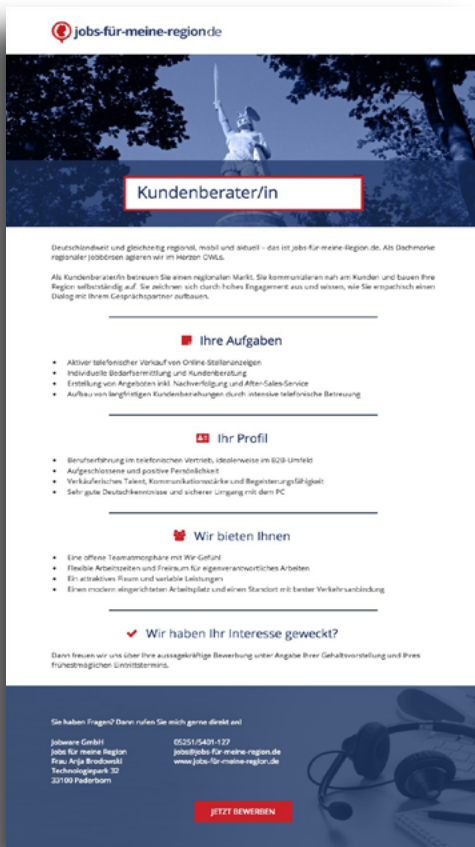 jobs-für-meine-region.de
Kundenberater/in
Deutschlandweit und gleichzeitig regional, mobil und aktuell – das ist Jobs-für-meine-Region.de. Als Dachmarke
regionaler Jobbörsen agieren wir im Herzen OWLs.
Als Kundenberater/in betreuen Sie einen regionalen Markt. Sie kommunizieren nah am Kunden und bauen Ihre
Region selbstständig auf. Sie zeichnen sich durch hohes Engagement aus und wissen, wie Sie empathisch einen
Dialog mit Ihrem Gesprächspartner aufbauen.
Ihre Aufgaben
• Aktiver telefonischer Verkauf von Online-Stellenanzeigen
• Individuelle Bedarfsermittlung und Kundenberatung
• Erstellung von Angeboten inkl. Nachverfolgung und After-Sales-Service
• Aufbau von langfristigen Kundenbeziehungen durch intensive telefonische Betreuung
Ihr Profil
• Berufserfahrung im telefonischen Vertrieb, idealerweise im B2B-Umfeld
• Aufgeschlossene und positive Persönlichkeit
• Verkäuferisches Talent, Kommunikationsstärke und Begeisterungsfähigkeit
• Sehr gute Deutschkenntnisse und sicherer Umgang mit dem PC
Wir bieten Ihnen
• Eine offene Teamatmosphäre mit Wir-Gefühl
• Flexible Arbeitszeiten und Freiraum für eigenverantwortliches Arbeiten
• Ein attraktives Fixum und variable Leistungen
• Einen modern eingerichteten Arbeitsplatz und einen Standort mit bester Verkehrsanbindung
Wir haben Ihr Interesse geweckt?
Dann freuen wir uns über Ihre aussagekräftige Bewerbung unter Angabe Ihrer Gehaltsvorstellung und Ihres
frühestmöglichen Eintrittstermins.
Sie haben Fragen? Dann rufen Sie mich gerne direkt an!
Jobware GmbH 05251/5401-127
Jobs für meine Region jobs@jobs-für-meine-region.de
Frau Anja Brodowski www.jobs-für-meine-region.de
Technologiepark 32
33100 Paderborn
JETZT BEWERBEN